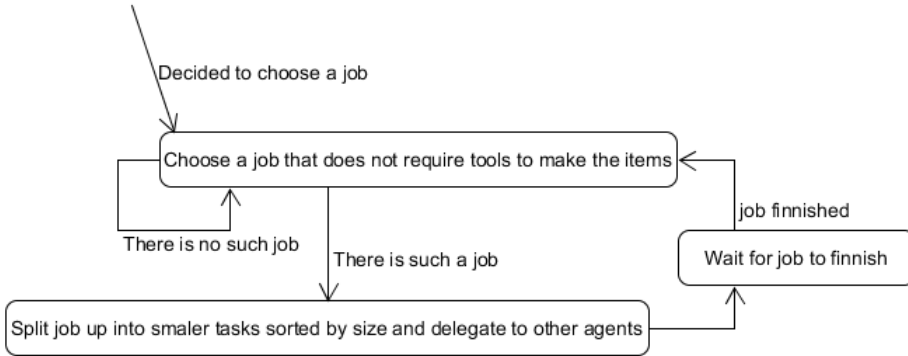 Decided to choose a job
Choose a job that does not require tools to make the items
There is no such job
There is such a job
job finnished
Wait for job to finnish
Split job up into smaler tasks sorted by size and delegate to other agents